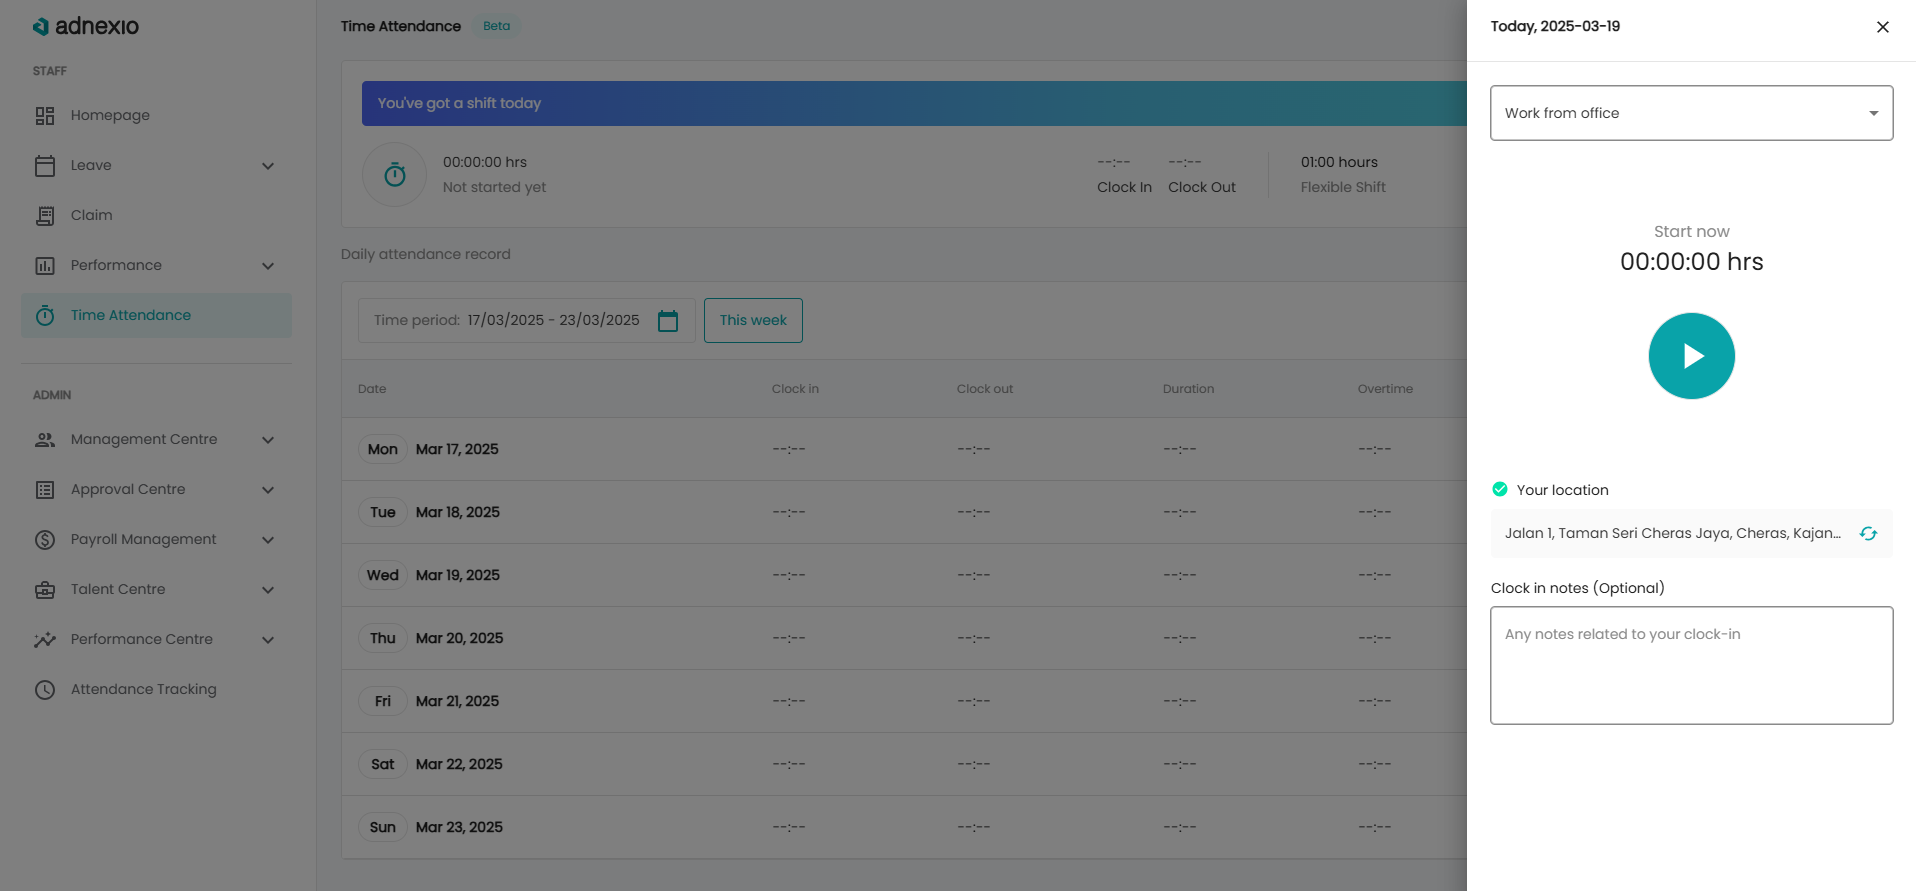 adnexio
STAFF
Homepage
Leave
Claim
Performance
Time Attendance
ADMIN
Management Centre
Approval Centre
Payroll Management
Talent Centre
Performance Centre
Attendance Tracking
Time Attendance Beta
You've got a shift today
00:00:00 hrs
Not started yet
--:-- --:--
Clock In Clock Out
01:00 hours
Flexible Shift
Daily attendance record
Time period: 17/03/2025 - 23/03/2025 This week
Date Clock in Clock out Duration Overtime
Mon Mar 17, 2025 --:-- --:-- --:-- --:--
Tue Mar 18, 2025 --:-- --:-- --:-- --:--
Wed Mar 19, 2025 --:-- --:-- --:-- --:--
Thu Mar 20, 2025 --:-- --:-- --:-- --:--
Fri Mar 21, 2025 --:-- --:-- --:-- --:--
Sat Mar 22, 2025 --:-- --:-- --:-- --:--
Sun Mar 23, 2025 --:-- --:-- --:-- --:--
Today, 2025-03-19
Work from office
Start now
00:00:00 hrs
Your location
Jalan 1, Taman Seri Cheras Jaya, Cheras, Kajan...
Clock in notes (Optional)
Any notes related to your clock-in